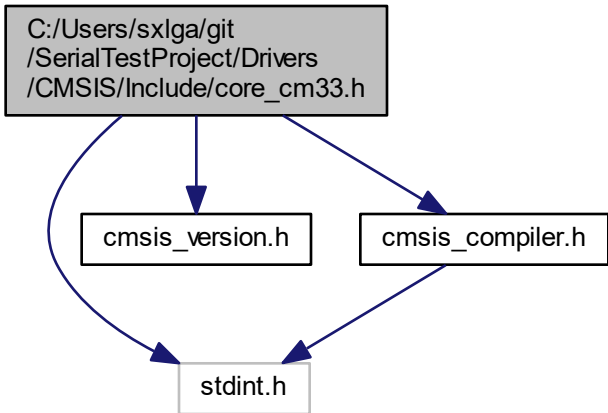 C:/Users/sxlga/git
/SerialTestProject/Drivers
/CMSIS/Include/core_cm33.h
cmsis_version.h
cmsis_compiler.h
stdint.h